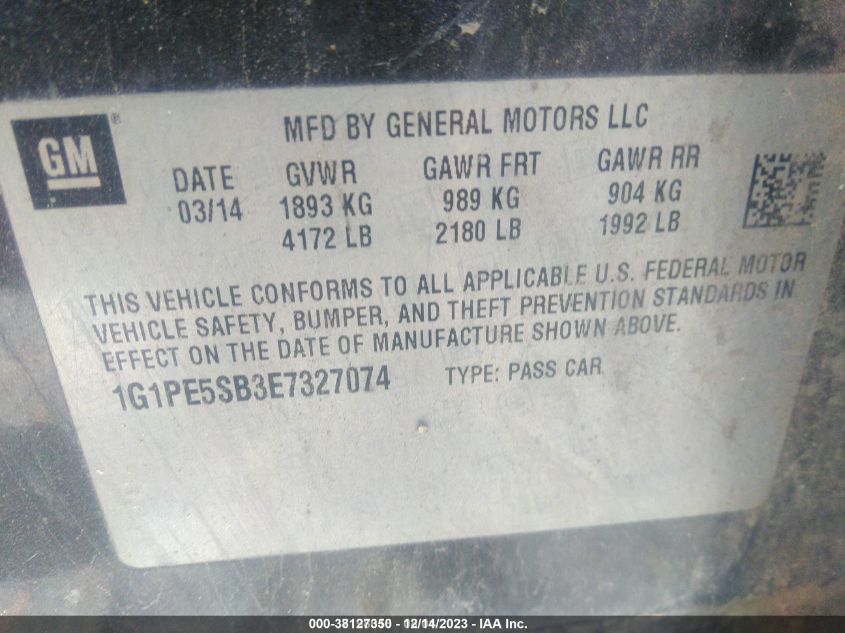 GM®
MFD BY GENERAL MOTORS LLC
DATE GVWR GAWR FRT GAWR RR
03/14 1893 KG 989 KG 904 KG
4172 LB 2180 LB 1992 LB
THIS VEHICLE CONFORMS TO ALL APPLICABLE U.S. FEDERAL MOTOR
VEHICLE SAFETY, BUMPER, AND THEFT PREVENTION STANDARDS IN
EFFECT ON THE DATE OF MANUFACTURE SHOWN ABOVE.
1G1PE5SB3E7327074 TYPE: PASS CAR
000-38127350 - 12/14/2023 - IAA Inc.